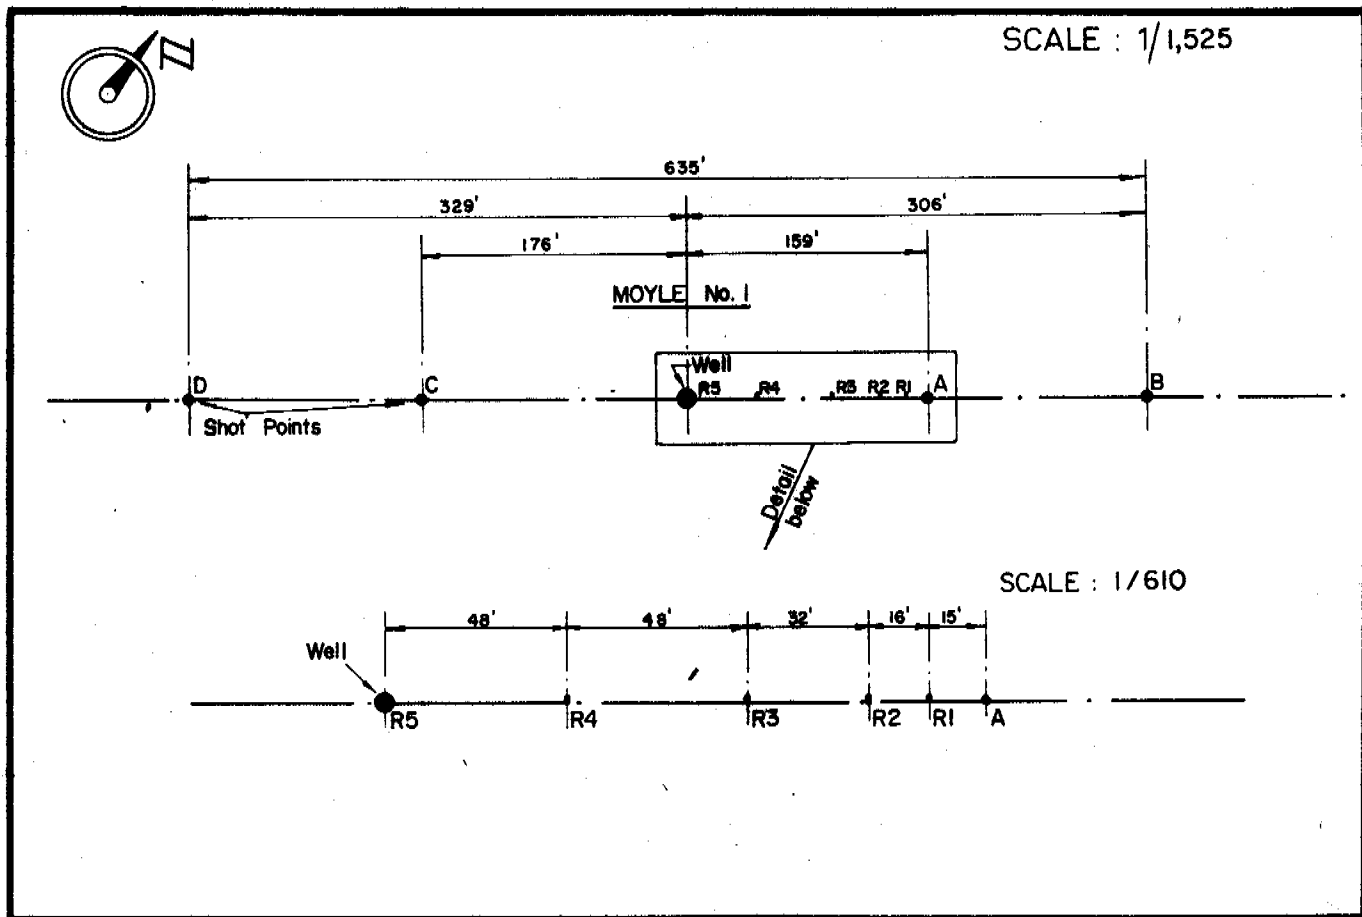 N
SCALE : 1/1,525
635'
329' 306'
176' 159'
MOYLE No. 1
Well
D C R5 R4 R3 R2 R1 A B
Shot Points
Detail
below
SCALE : 1/610
48' 48' 32' 16' 15'
Well
R5 R4 R3 R2 R1 A